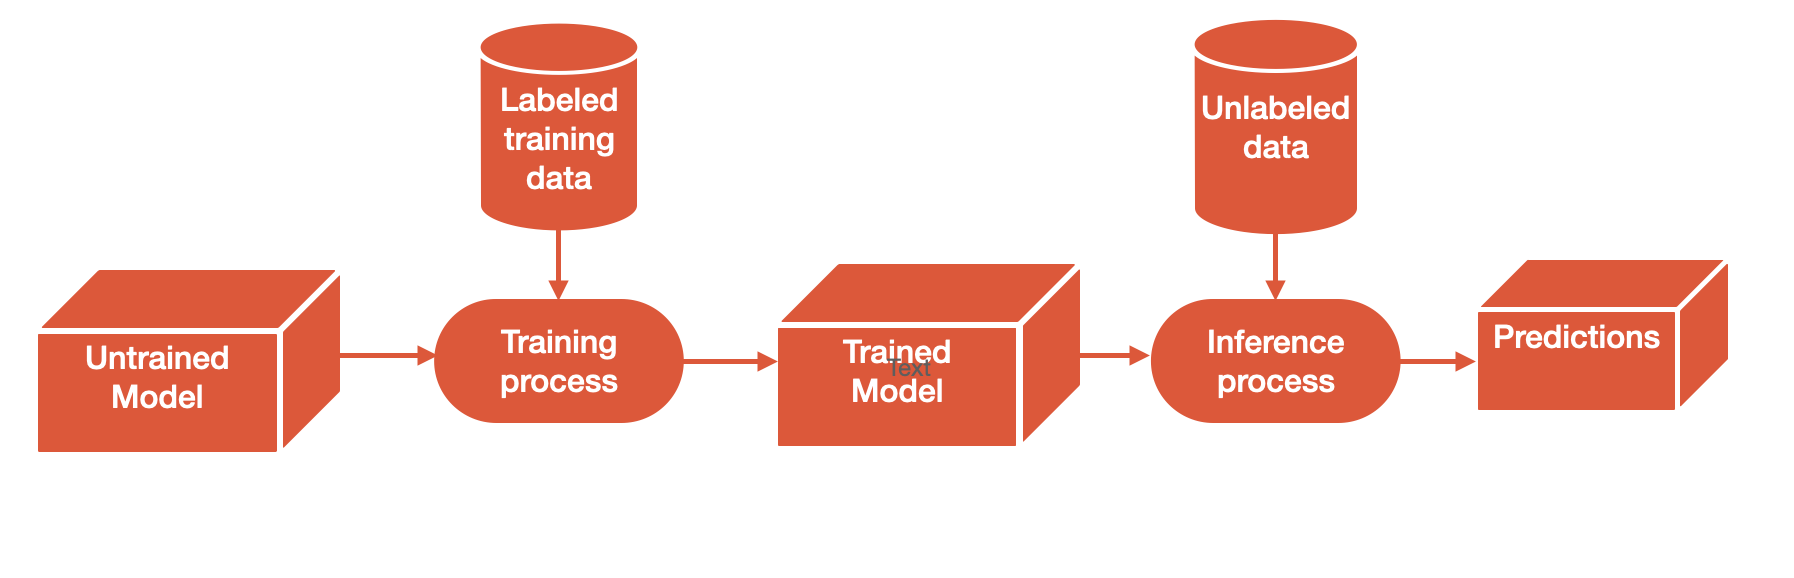 Labeled
training
data
Unlabeled
data
Untrained
Model
Training
process
Trained
Text
Model
Inference
process
Predictions